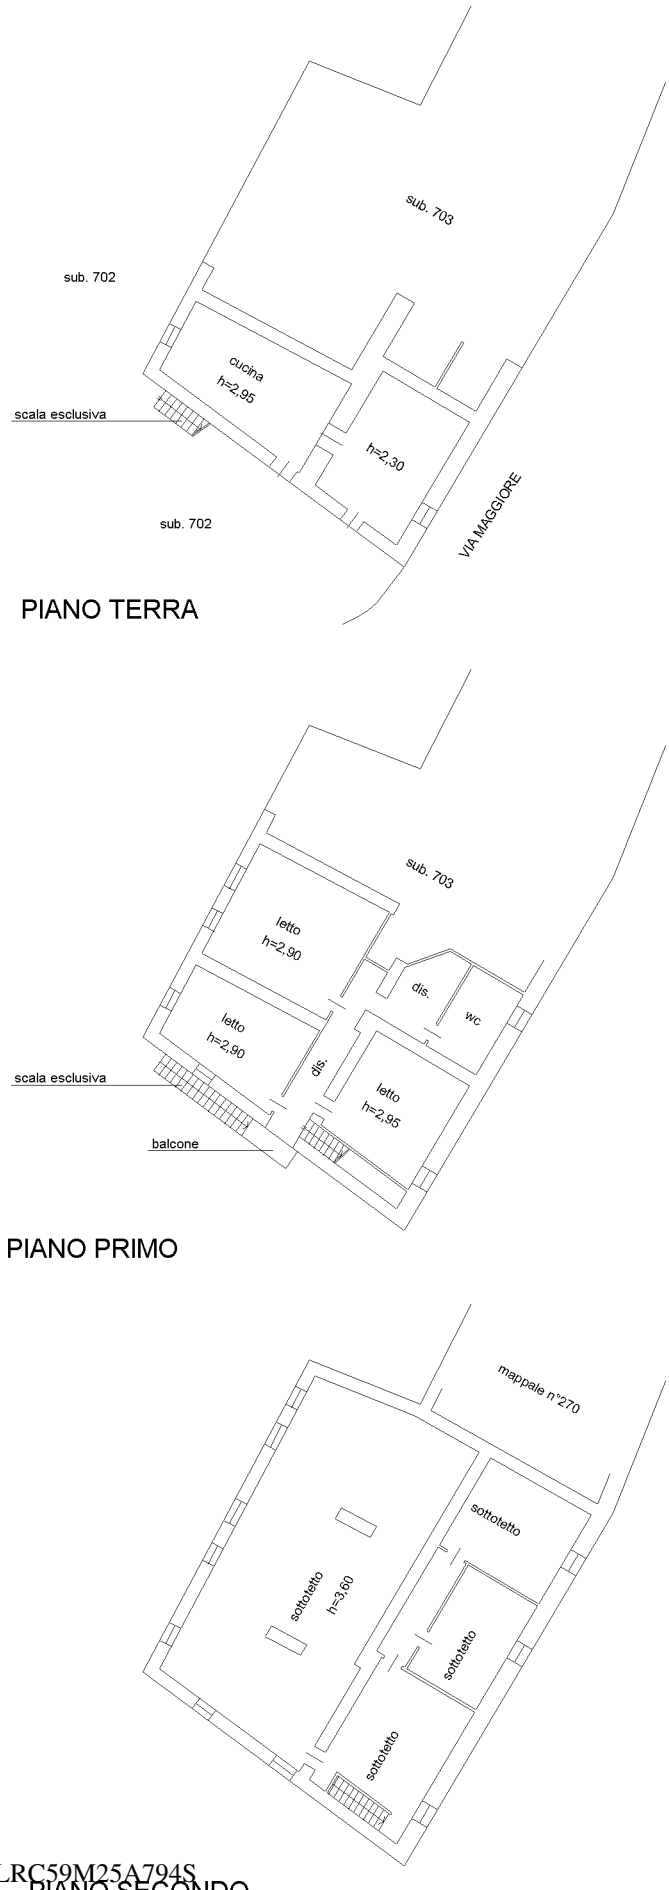 sub. 703
sub. 702
cucina
h=2,95
scala esclusiva
h=2,30
sub. 702
VIA MAGGIORE
PIANO TERRA
sub. 703
letto
h=2,90
dis.
wc
letto
h=2,90
dis.
scala esclusiva
letto
h=2,95
balcone
PIANO PRIMO
mappale n°270
sottotetto
sottotetto
h=3,60
sottotetto
sottotetto
LRC59M25A794S
PIANO SECONDO